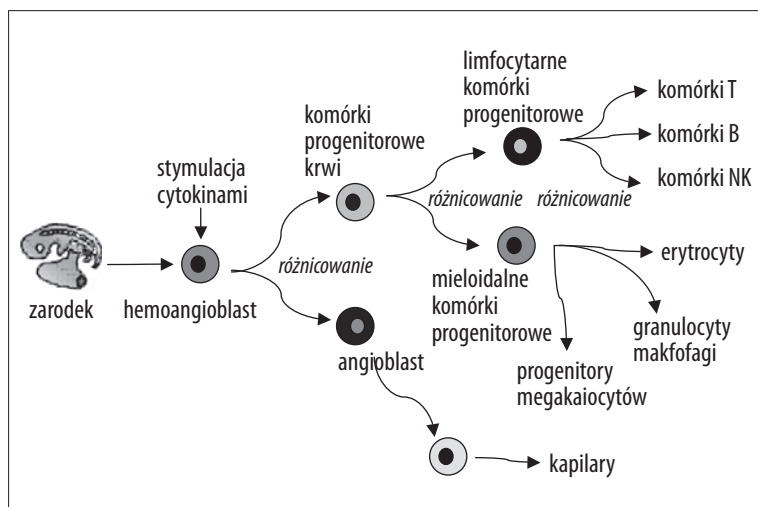 limfocytarne
komórki
progenitorowe
komórki T
komórki B
komórki NK
komórki
progenitorowe
krwi
stymulacja
cytokinami
różnicowanie
różnicowanie
różnicowanie
zarodek
hemoangioblast
angioblast
mieloidalne
komórki
progenitorowe
erytrocyty
granulocyty
makfofagi
progenitory
megakaiocytów
kapilary